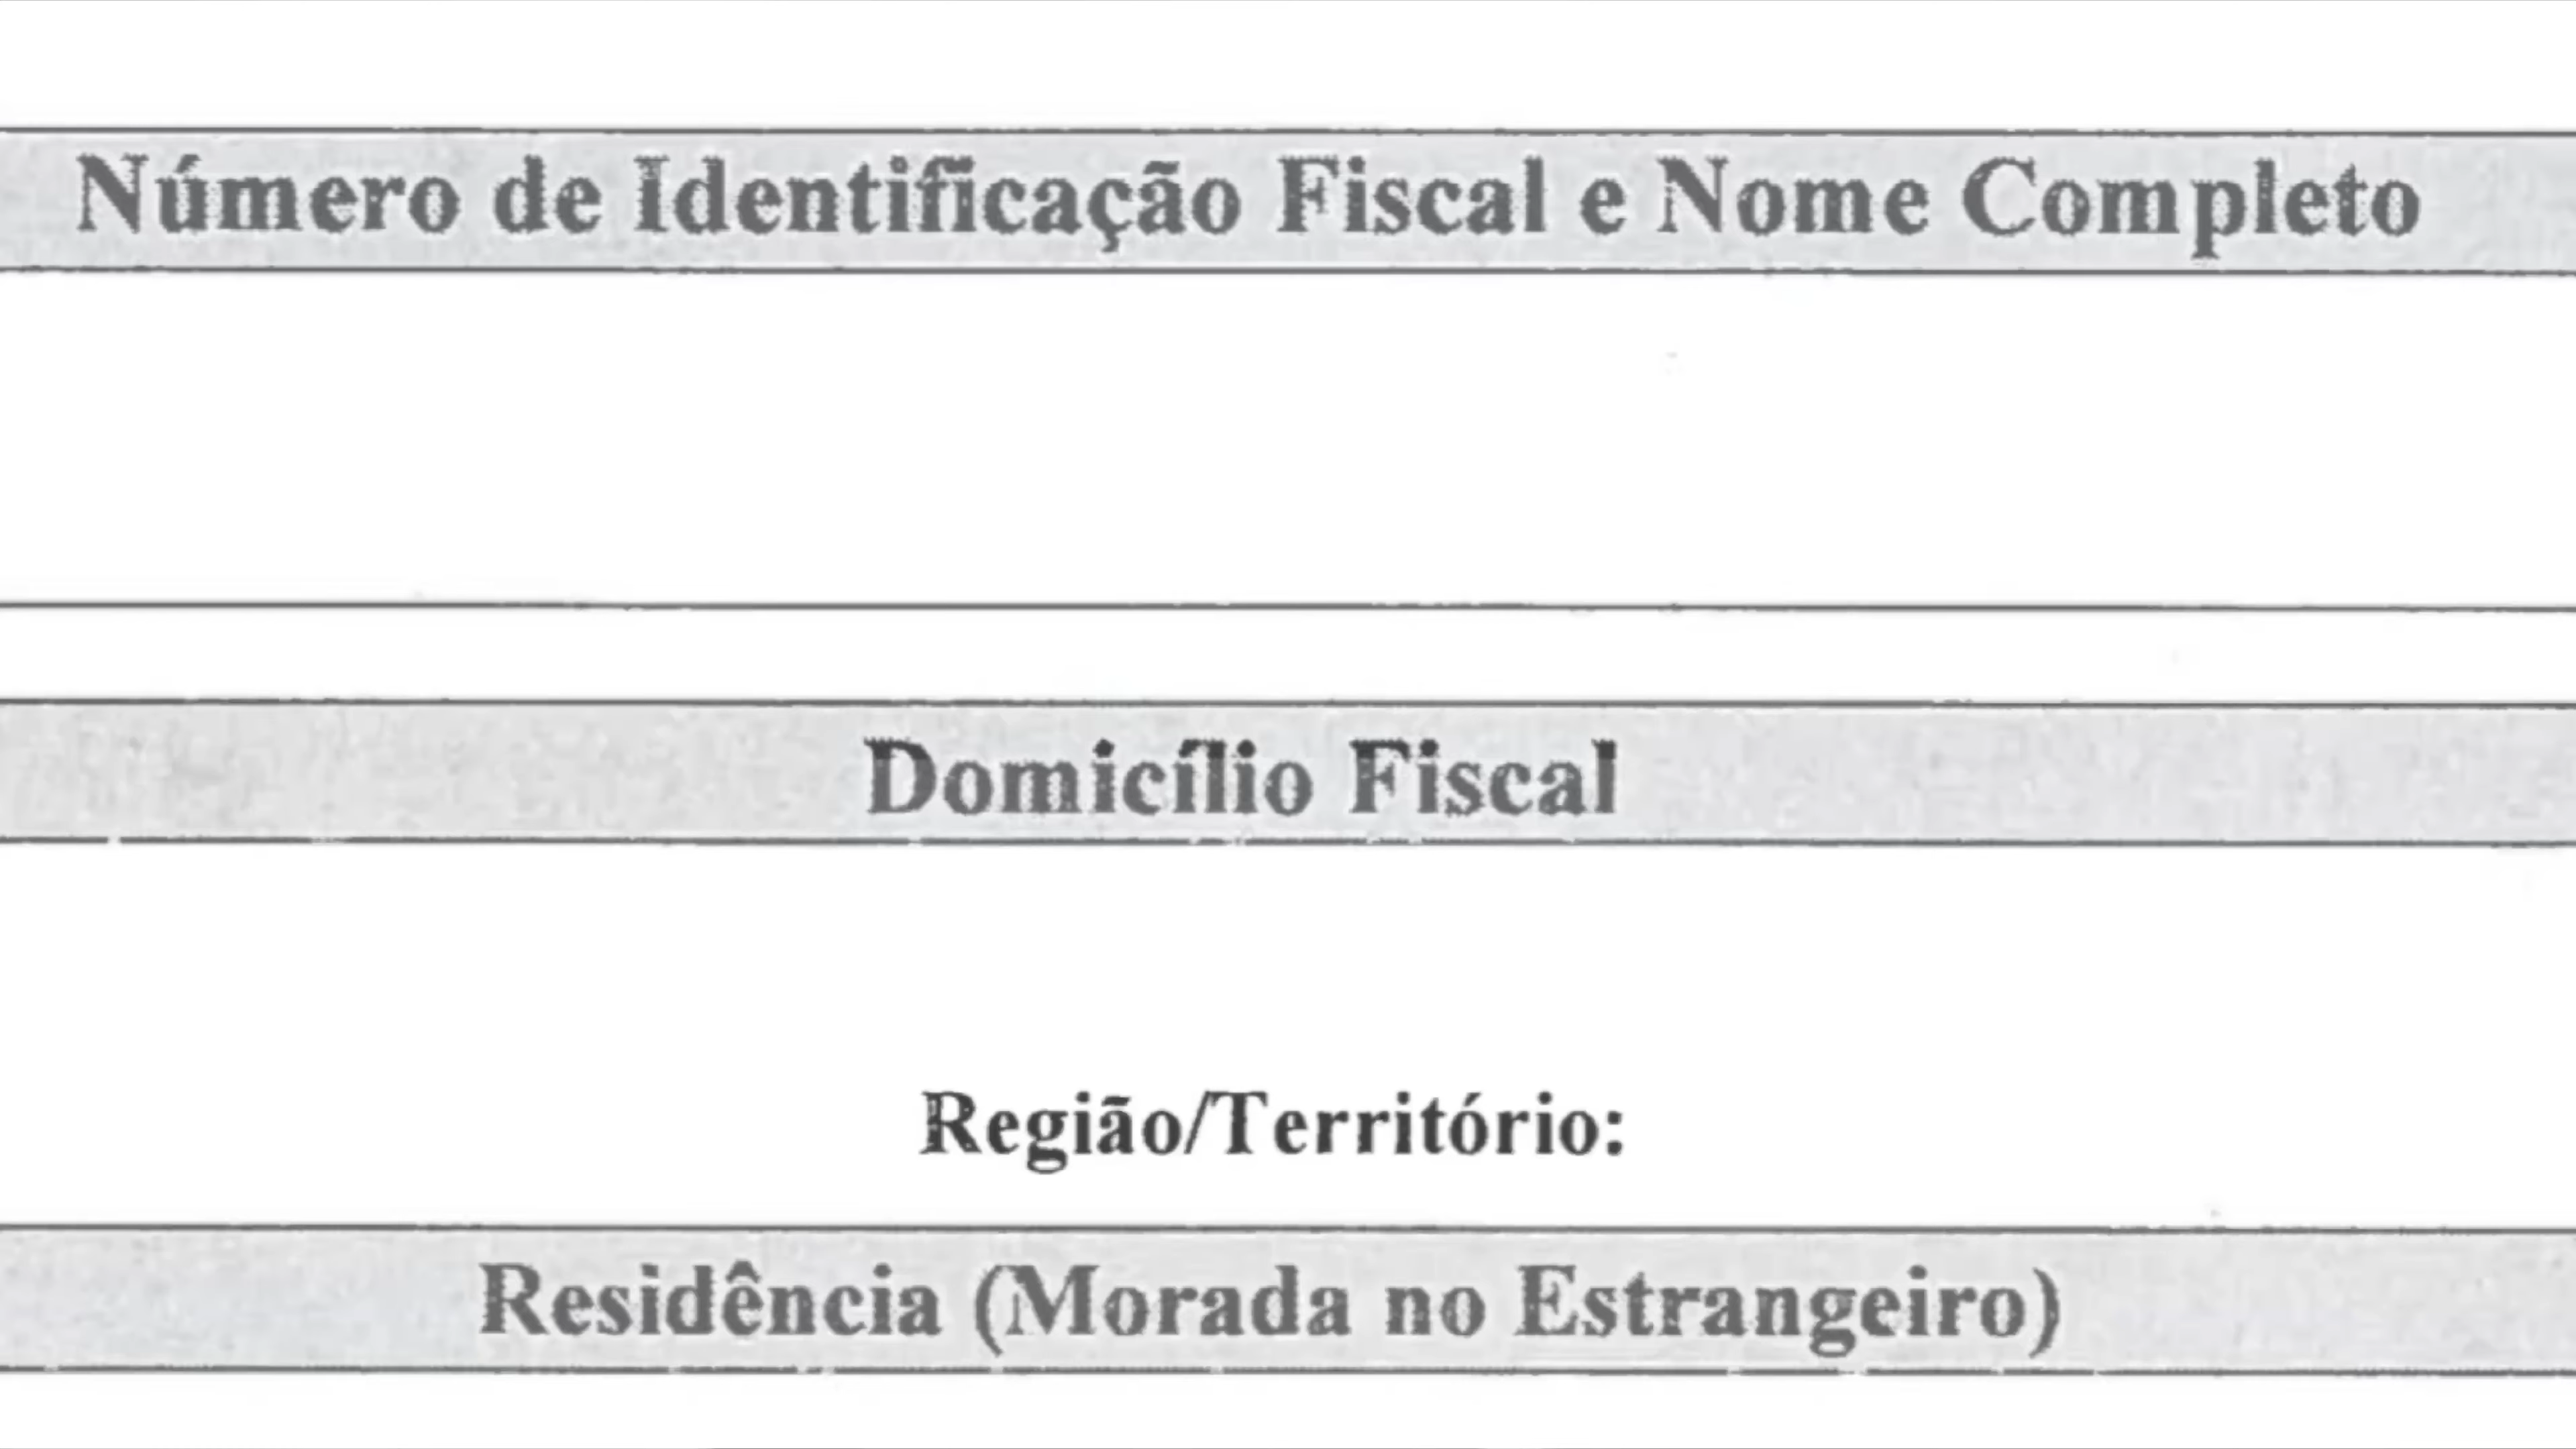 Número de Identificação Fiscal e Nome Completo
Domicílio Fiscal
Região/Território:
Residência (Morada no Estrangeiro)